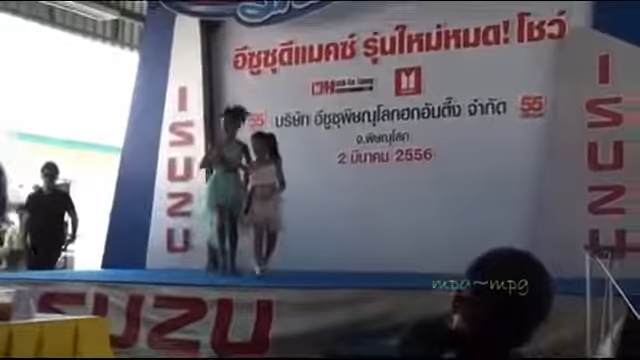 อีซูซุดีแมคซ์ รุ่นใหม่หมด! โชว์
55
บริษัท อีซูซุพิษณุโลกฮกอันตึ๊ง จำกัด
55
จ.พิษณุโลก
2 มีนาคม 2556
ISUZU
ISUZU
SUZU
mpa~mpg